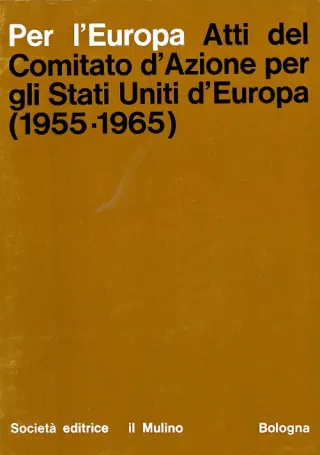 Per l'Europa Atti del
Comitato d'Azione per
gli Stati Uniti d'Europa
(1955-1965)
Società editrice il Mulino Bologna